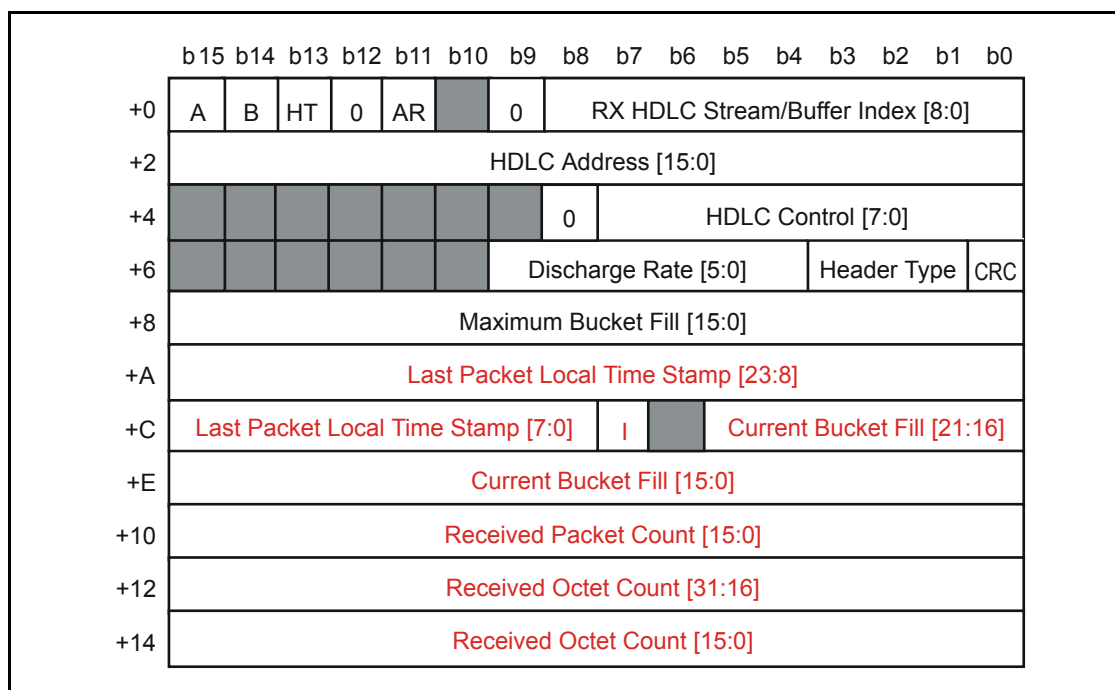 b15 b14 b13 b12 b11 b10 b9 b8 b7 b6 b5 b4 b3 b2 b1 b0
+0 A B HT 0 AR 0 RX HDLC Stream/Buffer Index [8:0]
+2 HDLC Address [15:0]
+4 0 HDLC Control [7:0]
+6 Discharge Rate [5:0] Header Type CRC
+8 Maximum Bucket Fill [15:0]
+A Last Packet Local Time Stamp [23:8]
+C Last Packet Local Time Stamp [7:0] I Current Bucket Fill [21:16]
+E Current Bucket Fill [15:0]
+10 Received Packet Count [15:0]
+12 Received Octet Count [31:16]
+14 Received Octet Count [15:0]